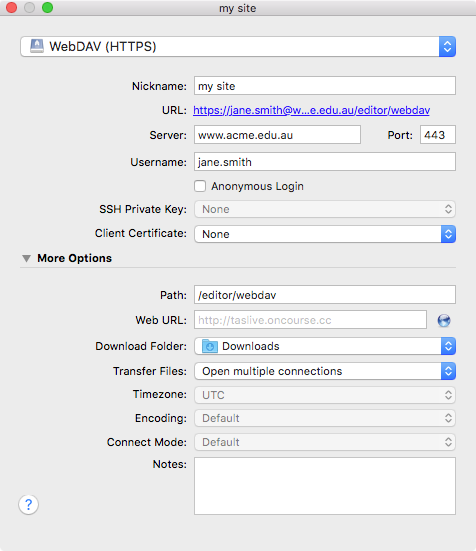 my site
WebDAV (HTTPS)
Nickname: my site
URL: https://jane.smith@w...e.edu.au/editor/webdav
Server: www.acme.edu.au Port: 443
Username: jane.smith
Anonymous Login
SSH Private Key: None
Client Certificate: None
More Options
Path: /editor/webdav
Web URL: http://taslive.oncourse.cc
Download Folder: Downloads
Transfer Files: Open multiple connections
Timezone: UTC
Encoding: Default
Connect Mode: Default
Notes:
?